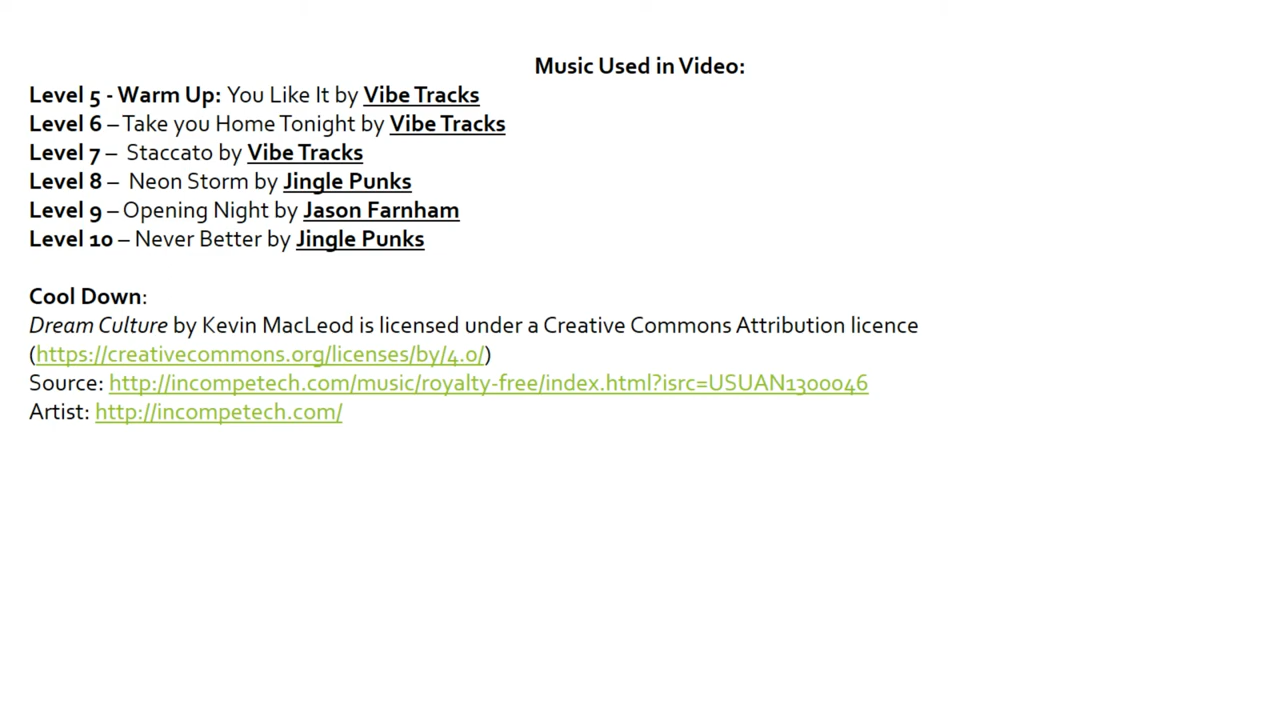 Music Used in Video:
Level 5 - Warm Up: You Like It by Vibe Tracks
Level 6 – Take you Home Tonight by Vibe Tracks
Level 7 – Staccato by Vibe Tracks
Level 8 – Neon Storm by Jingle Punks
Level 9 – Opening Night by Jason Farnham
Level 10 – Never Better by Jingle Punks
Cool Down:
Dream Culture by Kevin MacLeod is licensed under a Creative Commons Attribution licence
(https://creativecommons.org/licenses/by/4.0/)
Source: http://incompetech.com/music/royalty-free/index.html?isrc=USUAN1300046
Artist: http://incompetech.com/